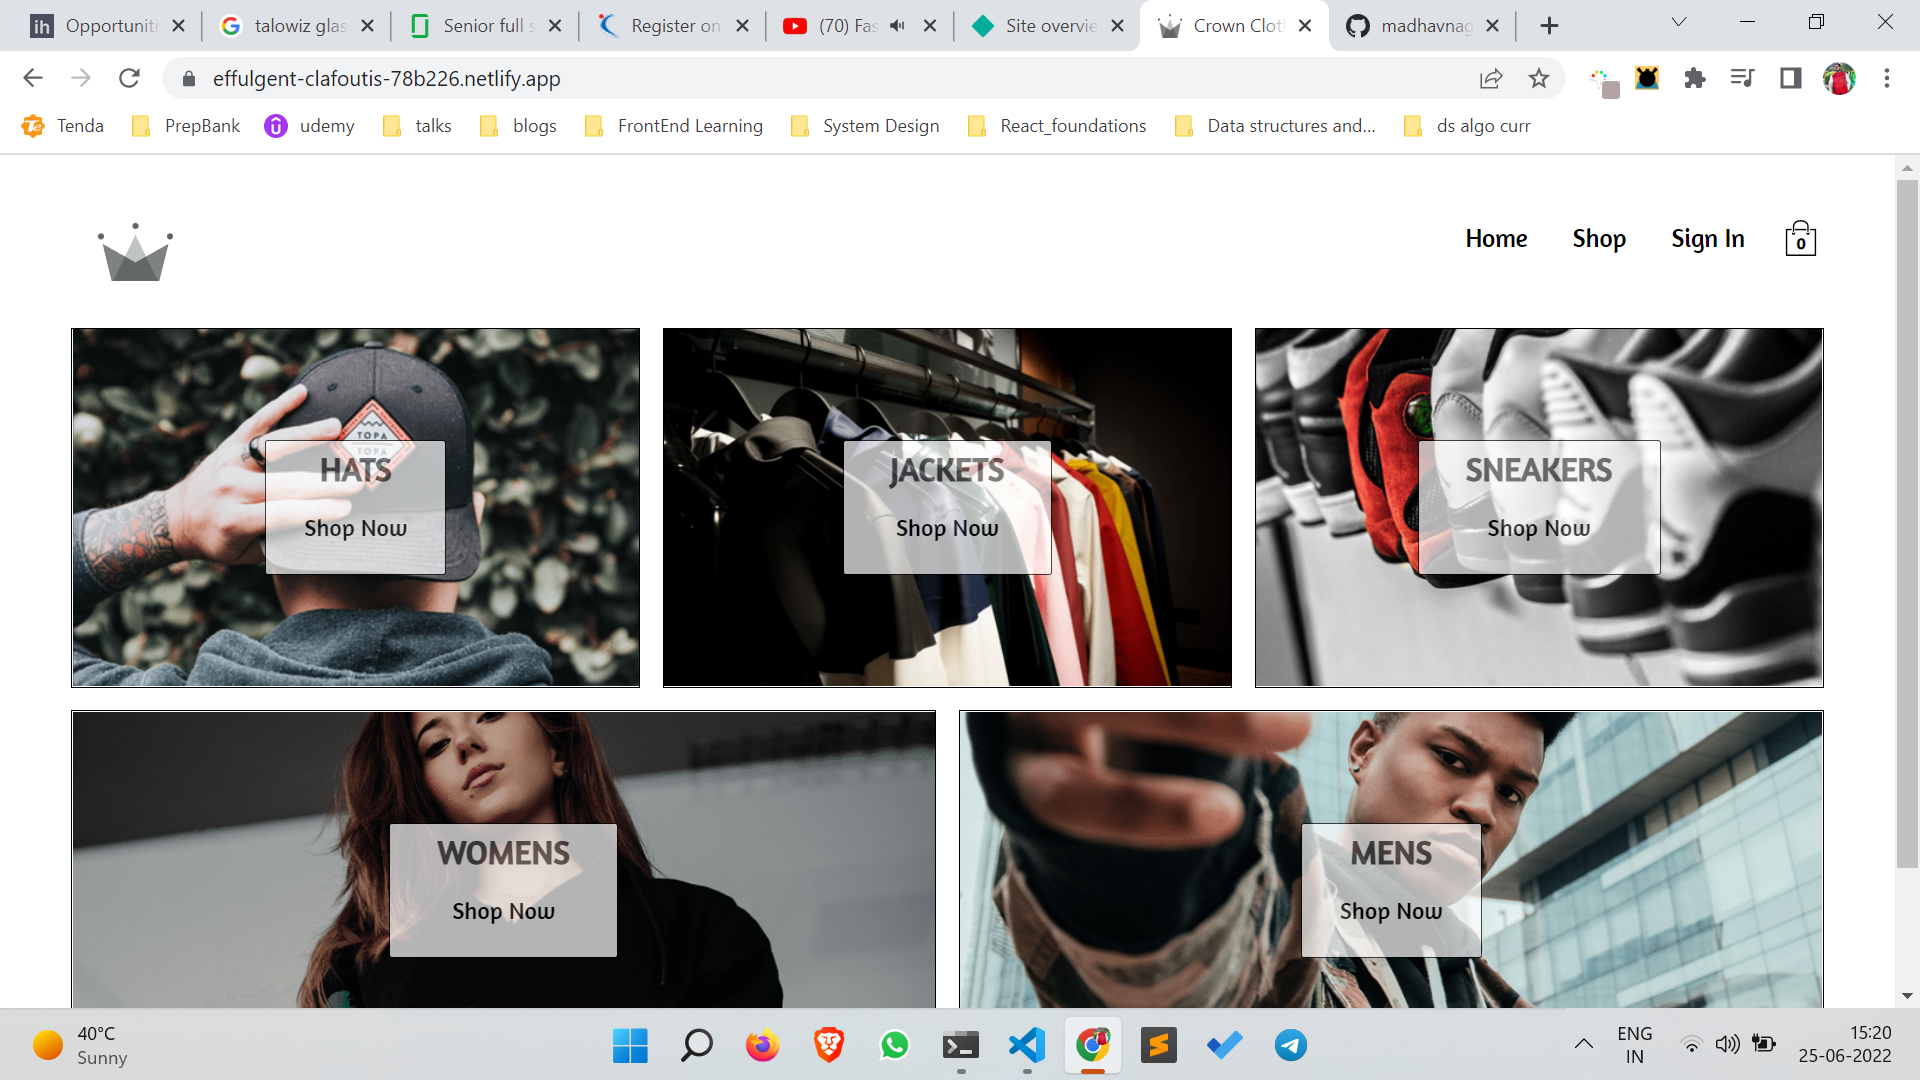 Opportuniti
talowiz glas
Senior full s
Register on
(70) Fas
Site overvie
Crown Clot
madhavnag
effulgent-clafoutis-78b226.netlify.app
Tenda
PrepBank
udemy
talks
blogs
FrontEnd Learning
System Design
React_foundations
Data structures and...
ds algo curr
Home
Shop
Sign In
0
TOPA
TOPA
HATS
Shop Now
JACKETS
Shop Now
SNEAKERS
Shop Now
WOMENS
Shop Now
MENS
Shop Now
40°C
Sunny
ENG
IN
15:20
25-06-2022